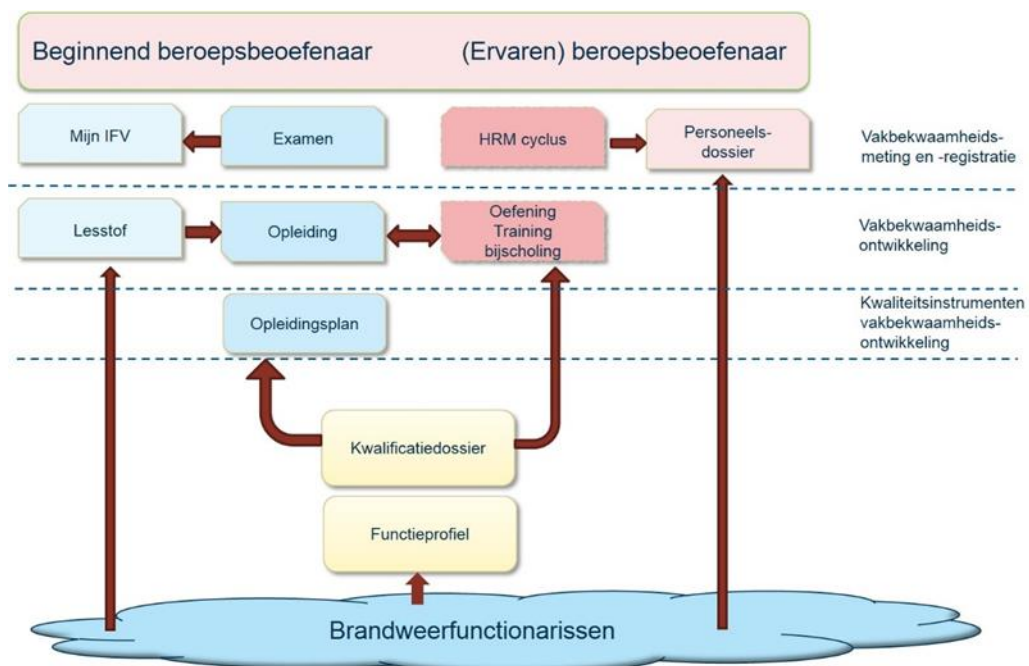 Beginnend beroepsbeoefenaar
(Ervaren) beroepsbeoefenaar
Mijn IFV
Examen
HRM cyclus
Personeels-
dossier
Vakbekwaamheids-
meting en -registratie
Lesstof
Opleiding
Oefening
Training
bijscholing
Vakbekwaamheids-
ontwikkeling
Opleidingsplan
Kwaliteitsinstrumenten
vakbekwaamheids-
ontwikkeling
Kwalificatiedossier
Functieprofiel
Brandweerfunctionarissen